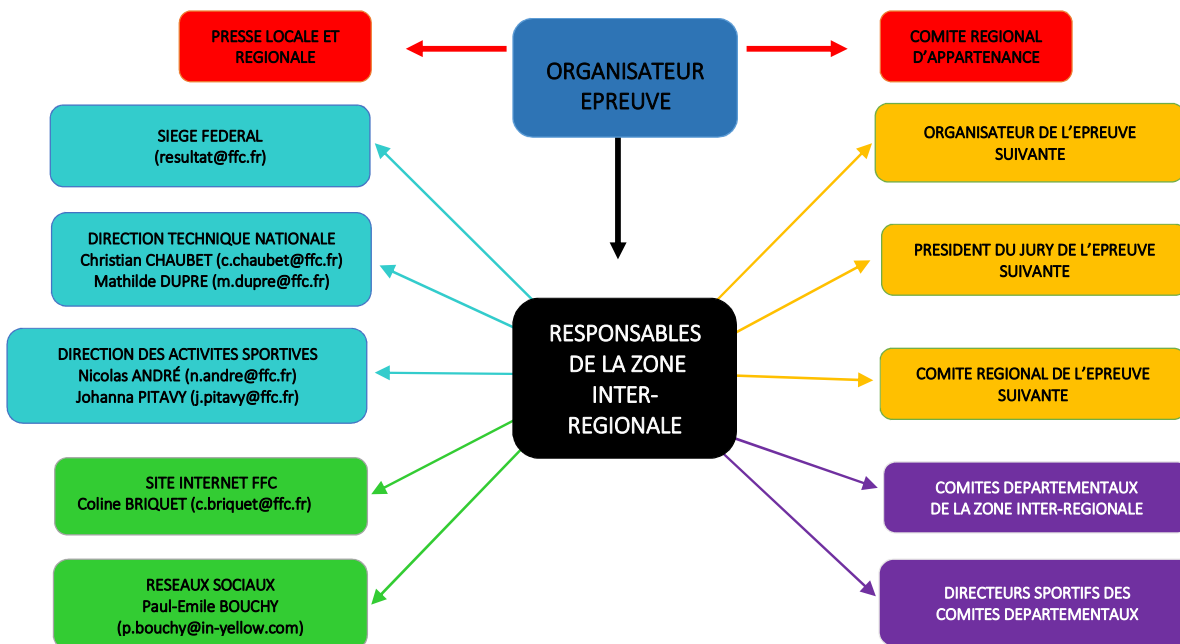 PRESSE LOCALE ET
REGIONALE
ORGANISATEUR
EPREUVE
COMITE REGIONAL
D'APPARTENANCE
SIEGE FEDERAL
(resultat@ffc.fr)
ORGANISATEUR DE L'EPREUVE
SUIVANTE
DIRECTION TECHNIQUE NATIONALE
Christian CHAUBET (c.chaubet@ffc.fr)
Mathilde DUPRE (m.dupre@ffc.fr)
PRESIDENT DU JURY DE L'EPREUVE
SUIVANTE
RESPONSABLES
DE LA ZONE
INTER-
REGIONALE
DIRECTION DES ACTIVITES SPORTIVES
Nicolas ANDRÉ (n.andre@ffc.fr)
Johanna PITAVY (j.pitavy@ffc.fr)
COMITE REGIONAL DE L'EPREUVE
SUIVANTE
SITE INTERNET FFC
Coline BRIQUET (c.briquet@ffc.fr)
COMITES DEPARTEMENTAUX
DE LA ZONE INTER-REGIONALE
RESEAUX SOCIAUX
Paul-Emile BOUCHY
(p.bouchy@in-yellow.com)
DIRECTEURS SPORTIFS DES
COMITES DEPARTEMENTAUX